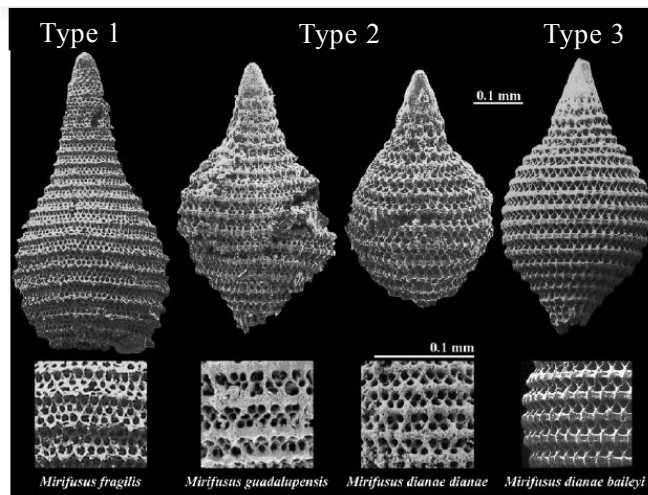 Type 1
Type 2
Type 3
0.1 mm
0.1 mm
Mirifusus fragilis
Mirifusus guadalupensis
Mirifusus dianae dianae
Mirifusus dianae baileyi